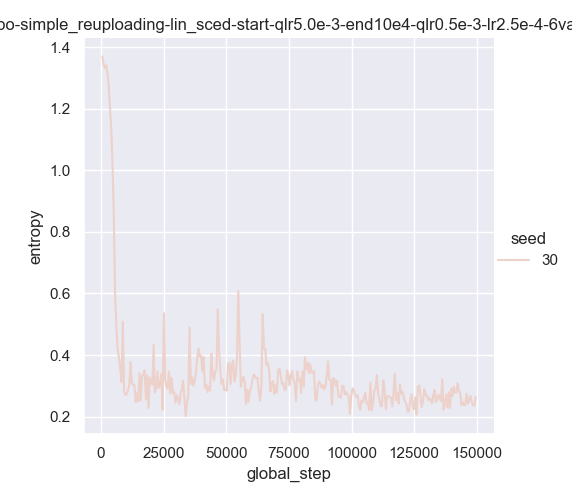 po-simple_reuploading-lin_sced-start-qlr5.0e-3-end10e4-qlr0.5e-3-lr2.5e-4-6va
1.4
1.2
1.0
0.8
0.6
0.4
0.2
entropy
0 25000 50000 75000 100000 125000 150000
global_step
seed
30